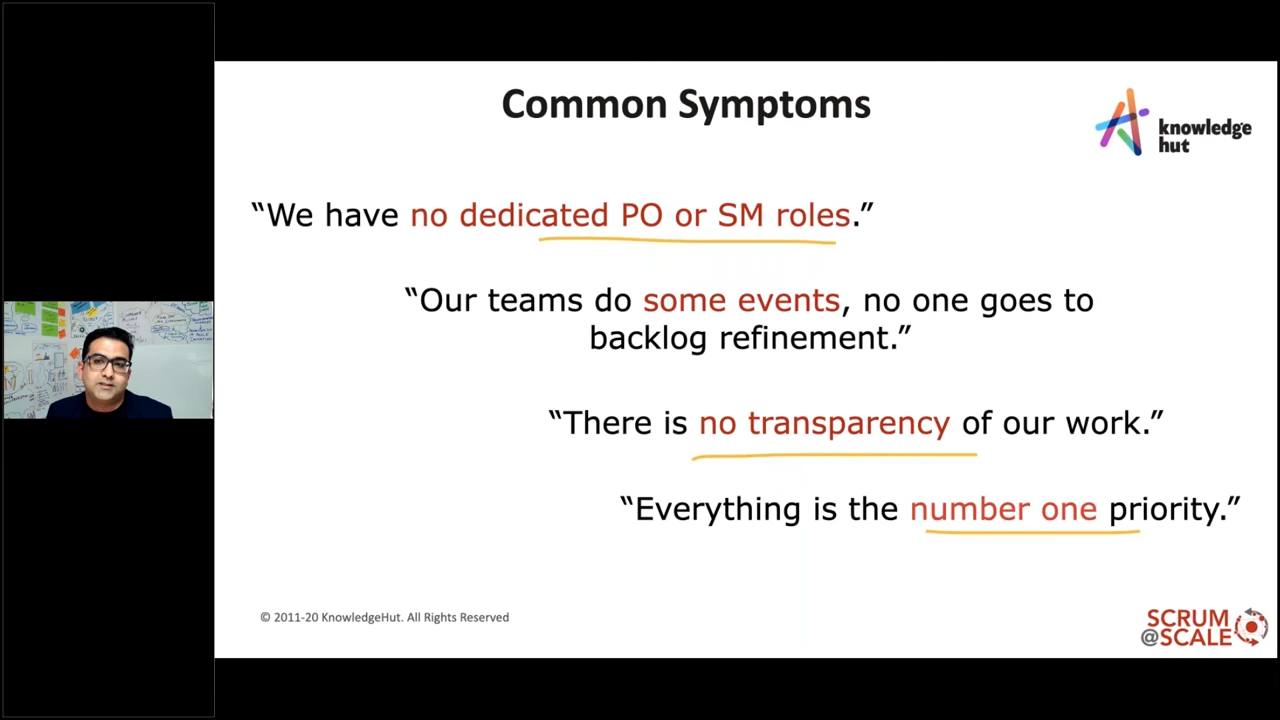 Common Symptoms
knowledge
hut
“We have no dedicated PO or SM roles.”
“Our teams do some events, no one goes to
backlog refinement.”
“There is no transparency of our work.”
“Everything is the number one priority.”
© 2011-20 KnowledgeHut. All Rights Reserved
SCRUM
@SCALE